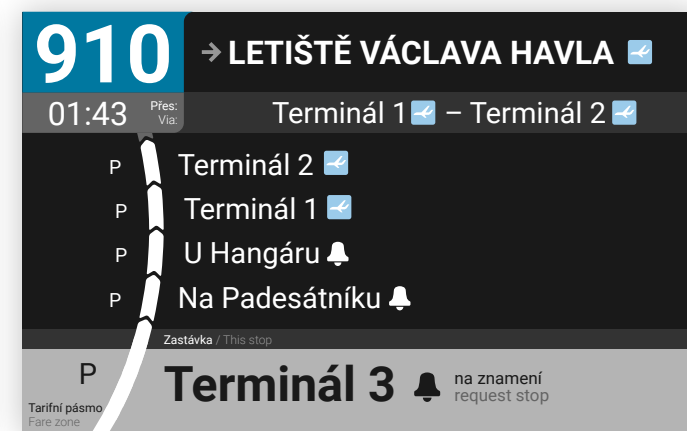 910 → LETIŠTĚ VÁCLAVA HAVLA
01:43 Přes: Via: Terminál 1 – Terminál 2
P Terminál 2
P Terminál 1
P U Hangáru
P Na Padesátníku
Zastávka / This stop
P Terminál 3 na znamení
request stop
Tarifní pásmo
Fare zone